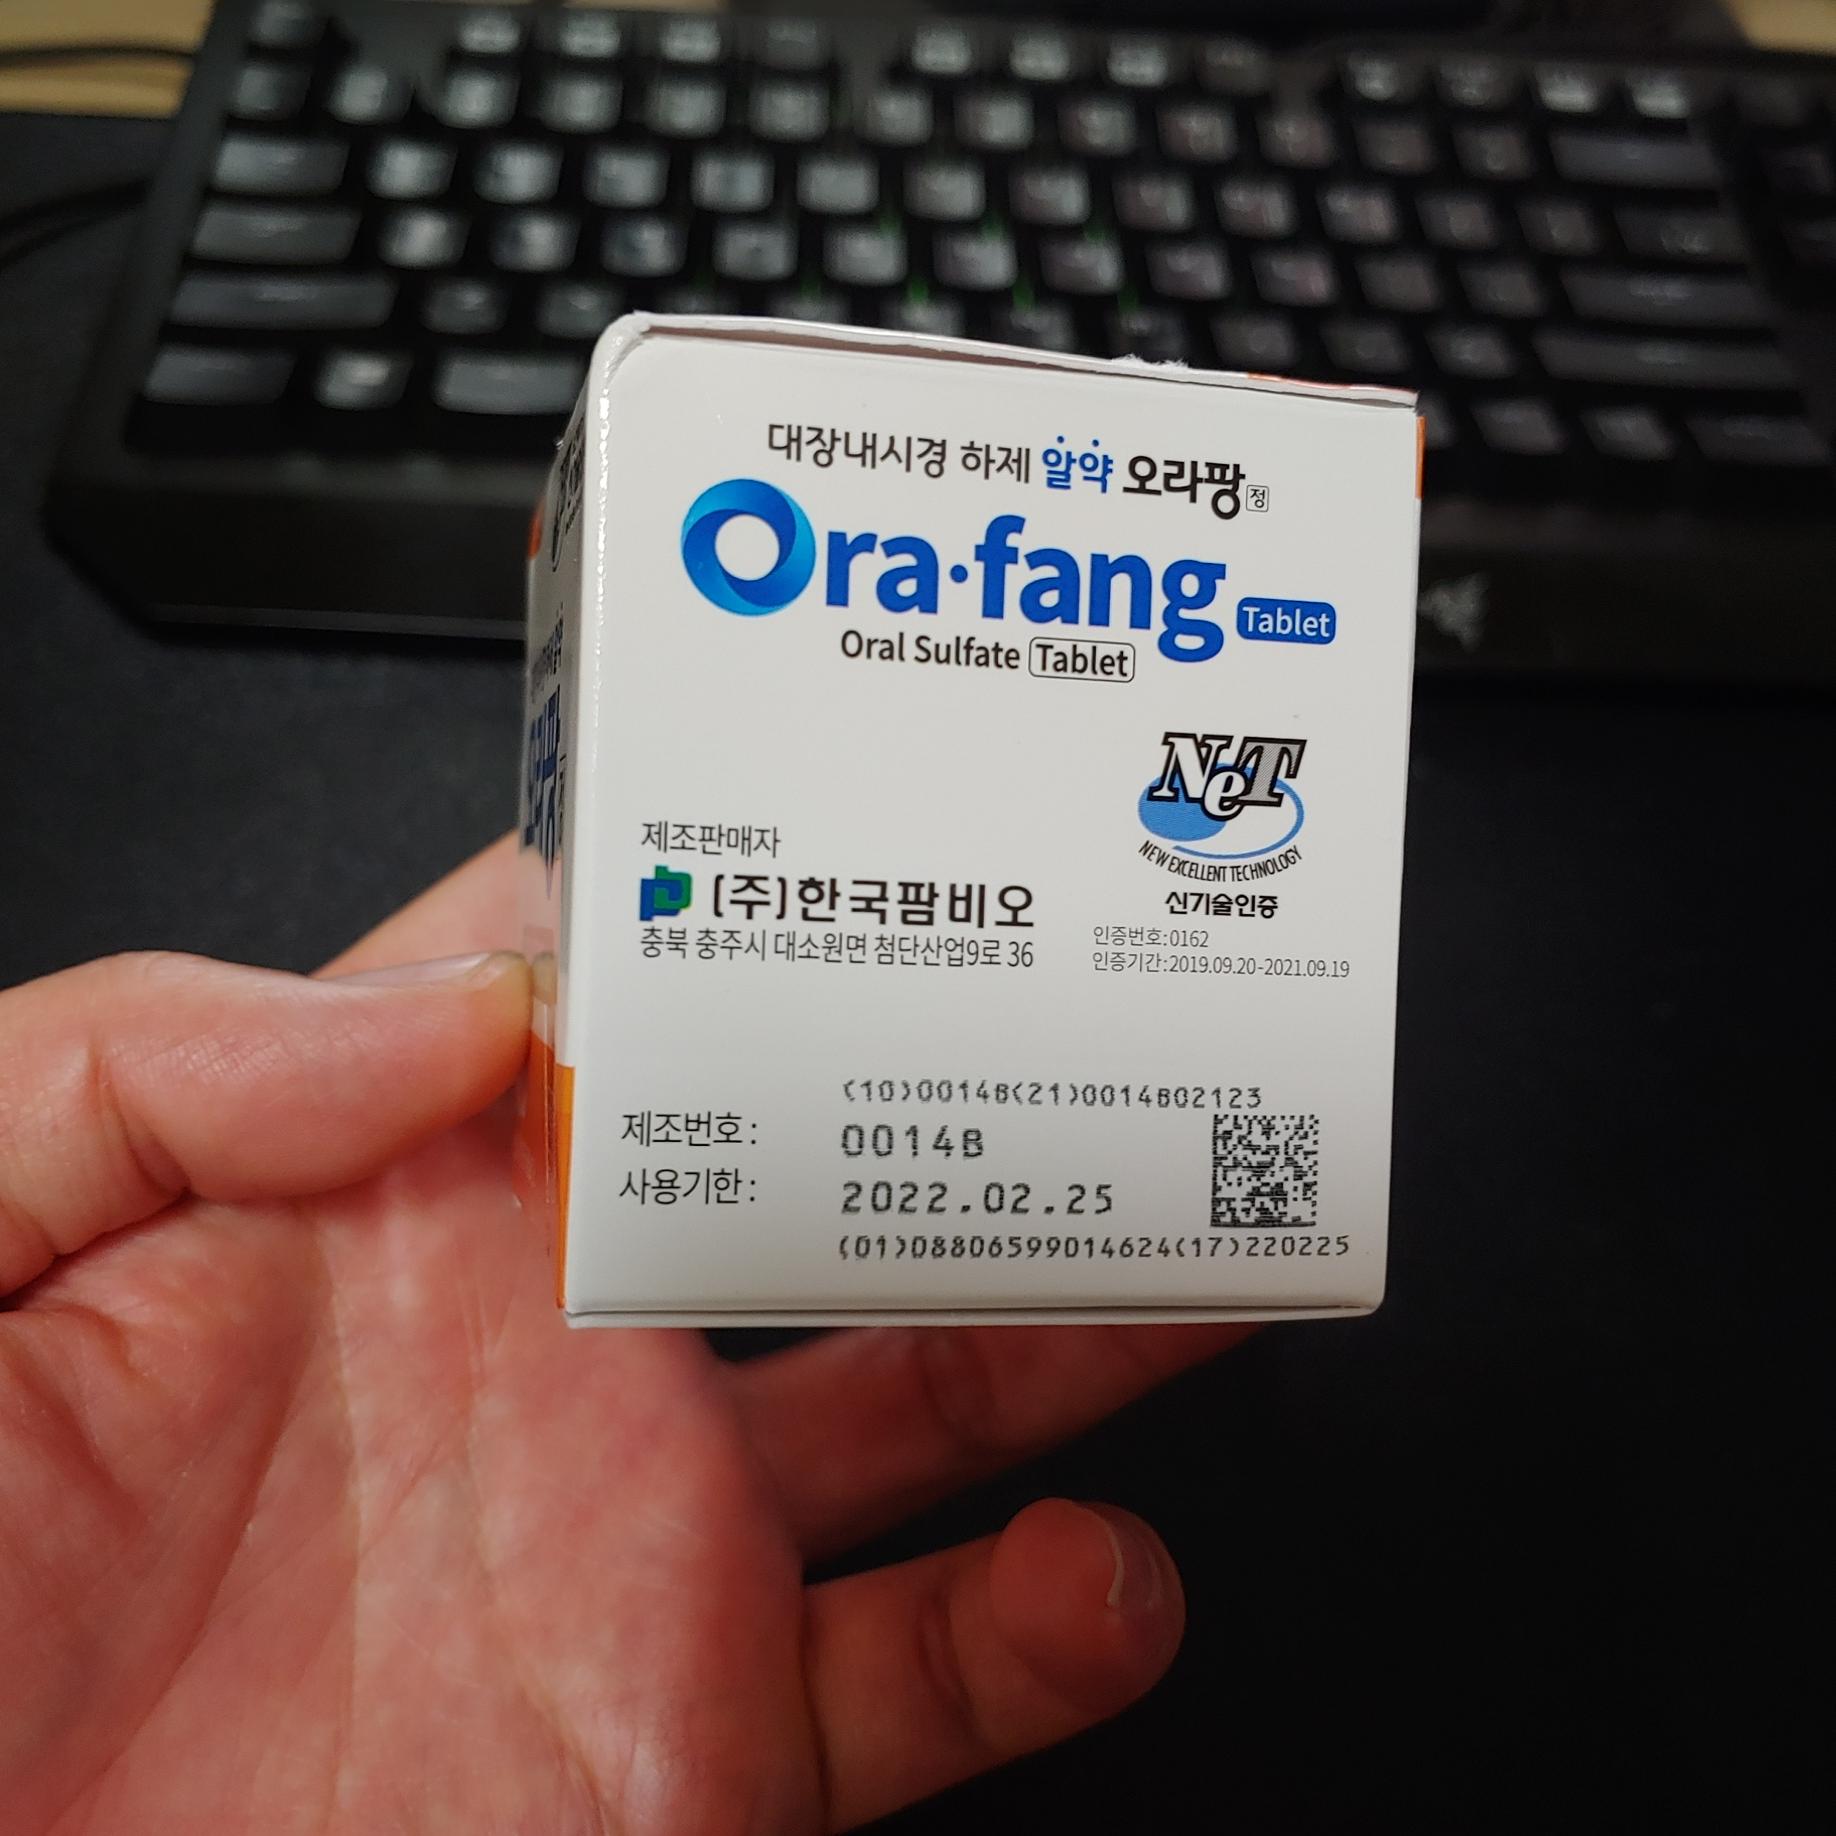 대장내시경 하제 알약 오라팡정
Ora·fang Tablet
Oral Sulfate Tablet
NeT
NEW EXCELLENT TECHNOLOGY
신기술인증
인증번호:0162
인증기간:2019.09.20-2021.09.19
제조판매자
(주)한국팜비오
충북 충주시 대소원면 첨단산업9로 36
(10)0014B(21)0014B02123
제조번호: 0014B
사용기한: 2022.02.25
(01)08806599014624(17)220225